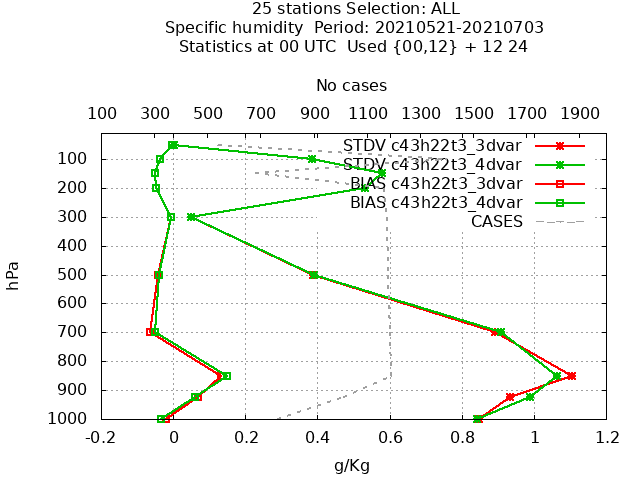 25 stations Selection: ALL
Specific humidity  Period: 20210521-20210703
Statistics at 00 UTC  Used {00,12} + 12 24
No cases
100 300 500 700 900 1100 1300 1500 1700 1900
STDV c43h22t3_3dvar
STDV c43h22t3_4dvar
BIAS c43h22t3_3dvar
BIAS c43h22t3_4dvar
CASES
hPa
100
200
300
400
500
600
700
800
900
1000
-0.2 0 0.2 0.4 0.6 0.8 1 1.2
g/Kg